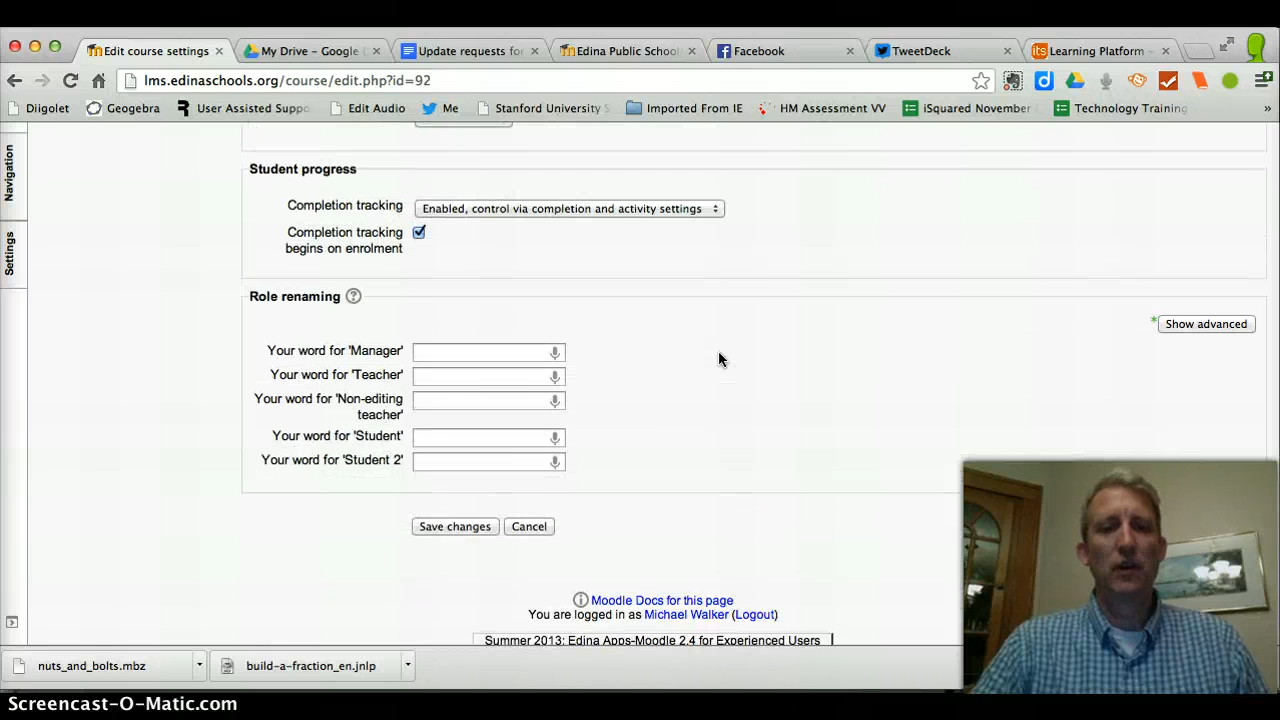 Edit course settings
My Drive - Google
Update requests for
Edina Public School
Facebook
TweetDeck
Learning Platform -
lms.edinaschools.org/course/edit.php?id=92
Diigolet
Geogebra
User Assisted Suppo
Edit Audio
Me
Stanford University
Imported From IE
HM Assessment VV
iSquared November
Technology Training
»
Navigation
Settings
Student progress
Completion tracking
Enabled, control via completion and activity settings
Completion tracking
begins on enrolment
Role renaming
* Show advanced
Your word for 'Manager'
Your word for 'Teacher'
Your word for 'Non-editing
teacher'
Your word for 'Student'
Your word for 'Student 2'
Save changes
Cancel
Moodle Docs for this page
You are logged in as Michael Walker (Logout)
Summer 2013: Edina Apps-Moodle 2.4 for Experienced Users
nuts_and_bolts.mbz
build-a-fraction_en.jnlp
Screencast-O-Matic.com